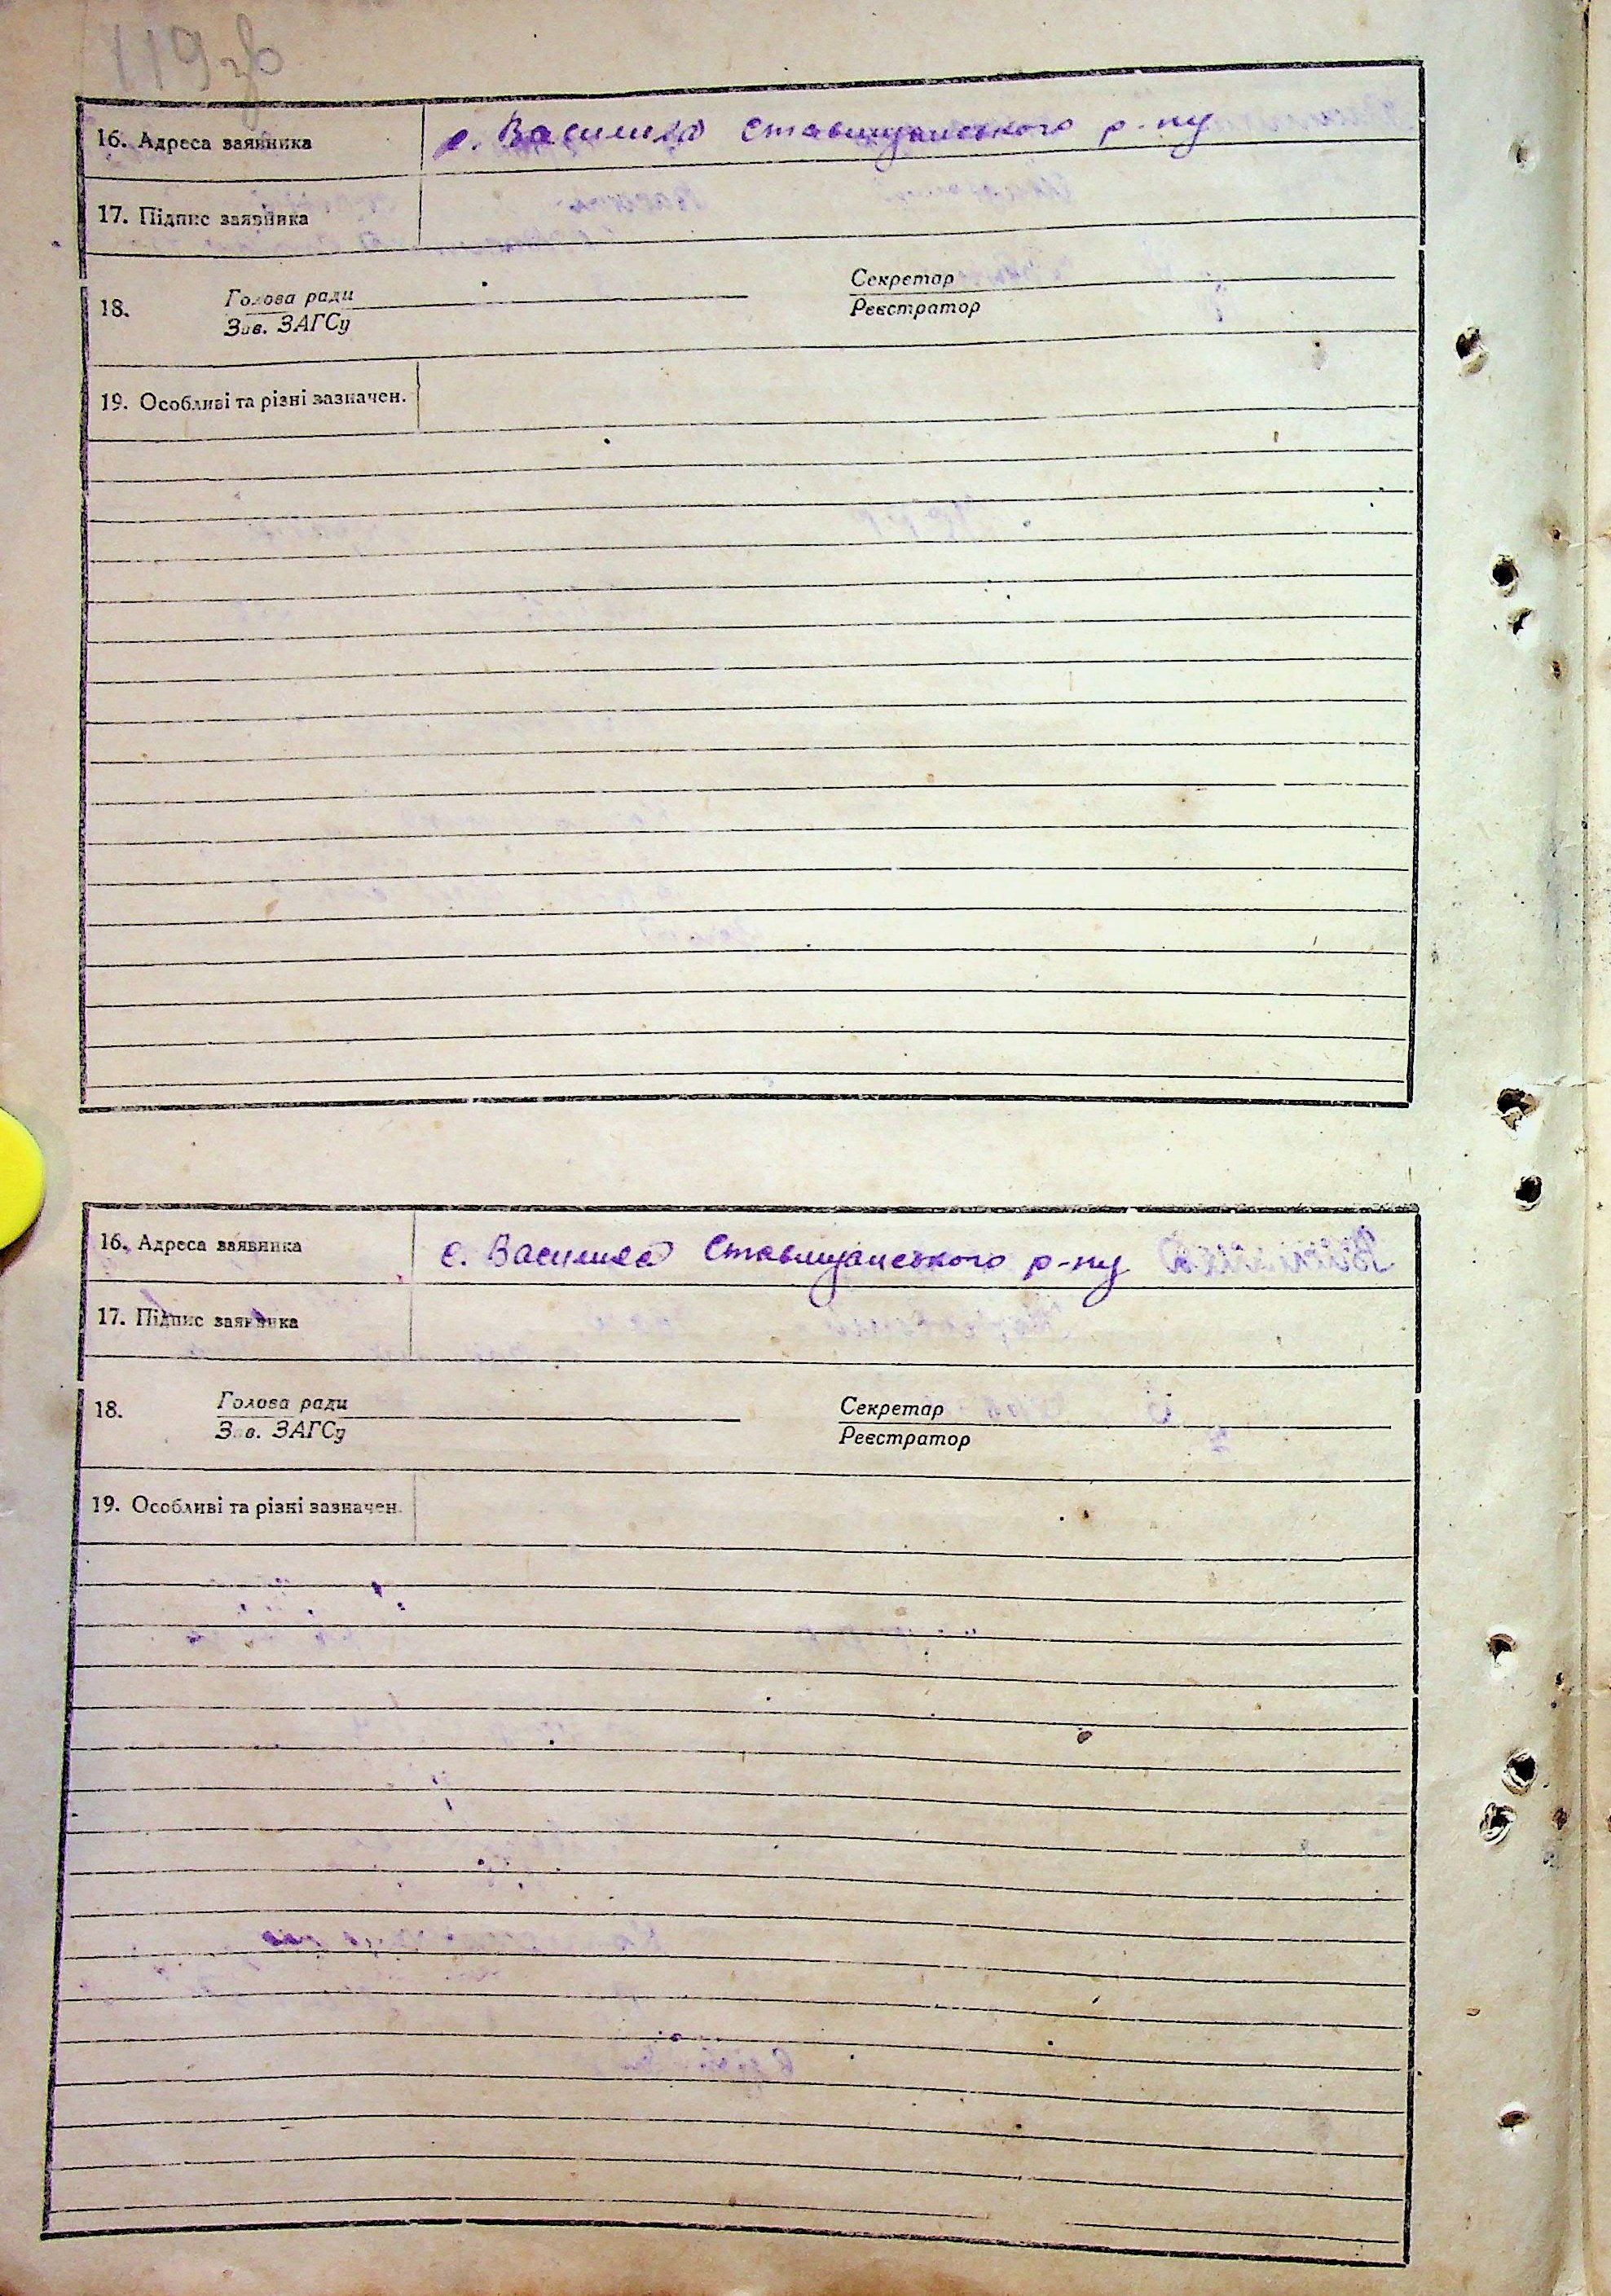 119зв
16. Адреса заявника с. Василиха Ставищанського р-ну
17. Підпис заявника
18. Голова ради Секретар
Зав. ЗАГСу Реєстратор
19. Особливі та різні зазначен.
16. Адреса заявника с. Василиха Ставищанського р-ну
17. Підпис заявника
18. Голова ради Секретар
Зав. ЗАГСу Реєстратор
19. Особливі та різні зазначен.